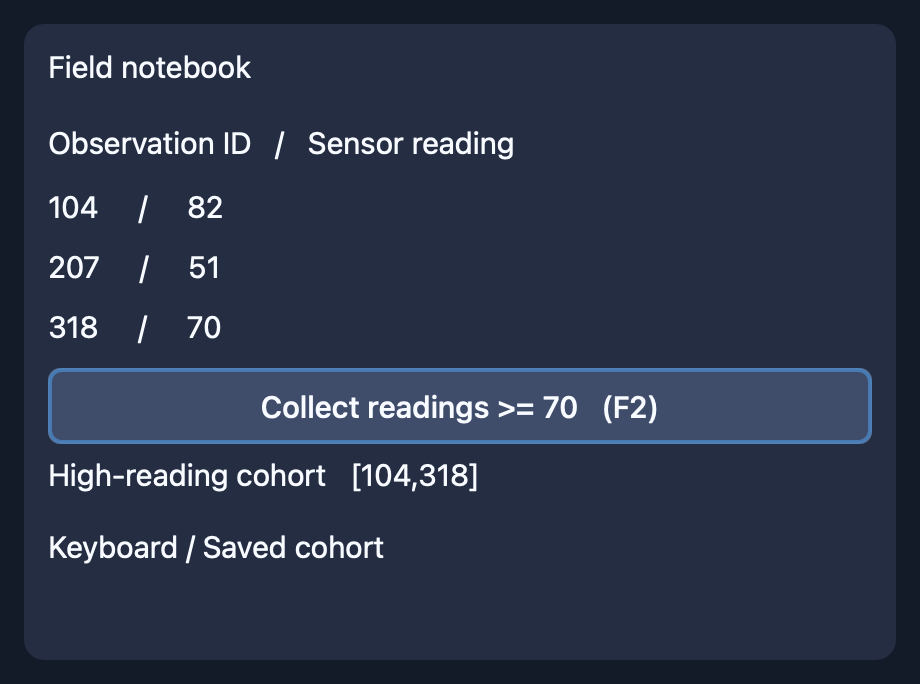 Field notebook
Observation ID / Sensor reading
104 / 82
207 / 51
318 / 70
Collect readings >= 70 (F2)
High-reading cohort [104,318]
Keyboard / Saved cohort